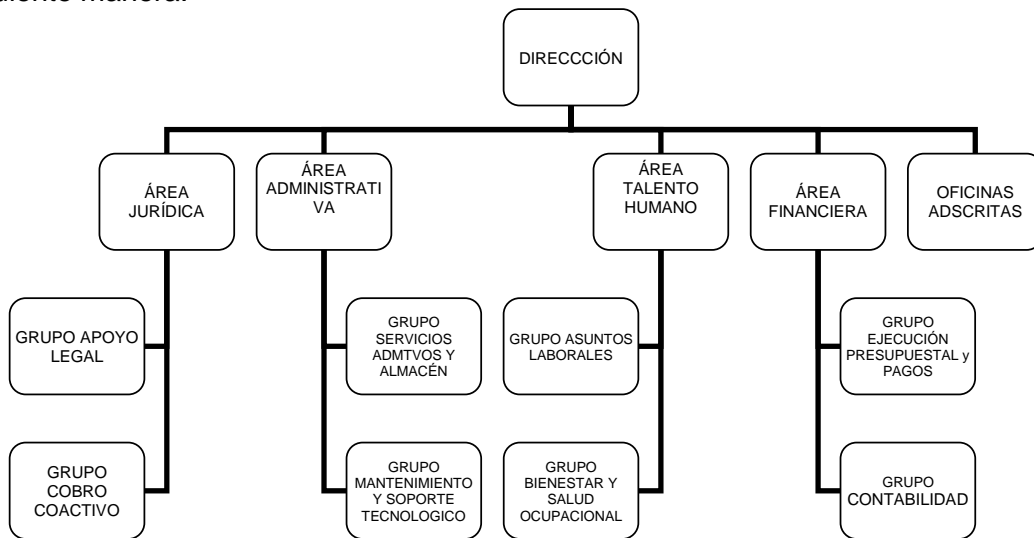 manera:
DIRECCCIÓN
ÁREA
JURÍDICA
ÁREA
ADMINISTRATI
VA
ÁREA
TALENTO
HUMANO
ÁREA
FINANCIERA
OFICINAS
ADSCRITAS
GRUPO APOYO
LEGAL
GRUPO
SERVICIOS
ADMTVOS Y
ALMACÉN
GRUPO ASUNTOS
LABORALES
GRUPO
EJECUCIÓN
PRESUPUESTAL y
PAGOS
GRUPO
COBRO
COACTIVO
GRUPO
MANTENIMIENTO
Y SOPORTE
TECNOLOGICO
GRUPO
BIENESTAR Y
SALUD
OCUPACIONAL
GRUPO
CONTABILIDAD